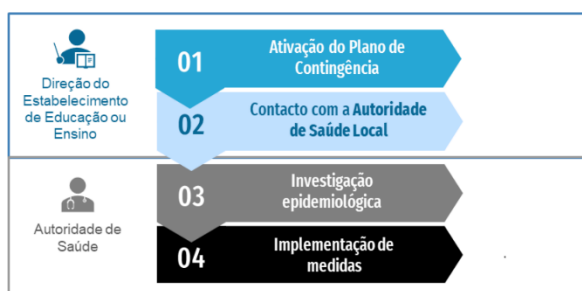 Direção do
Estabelecimento
de Educação ou
Ensino
01
Ativação do Plano de
Contingência
02
Contacto com a Autoridade
de Saúde Local
Autoridade de
Saúde
03
Investigação
epidemiológica
04
Implementação de
medidas